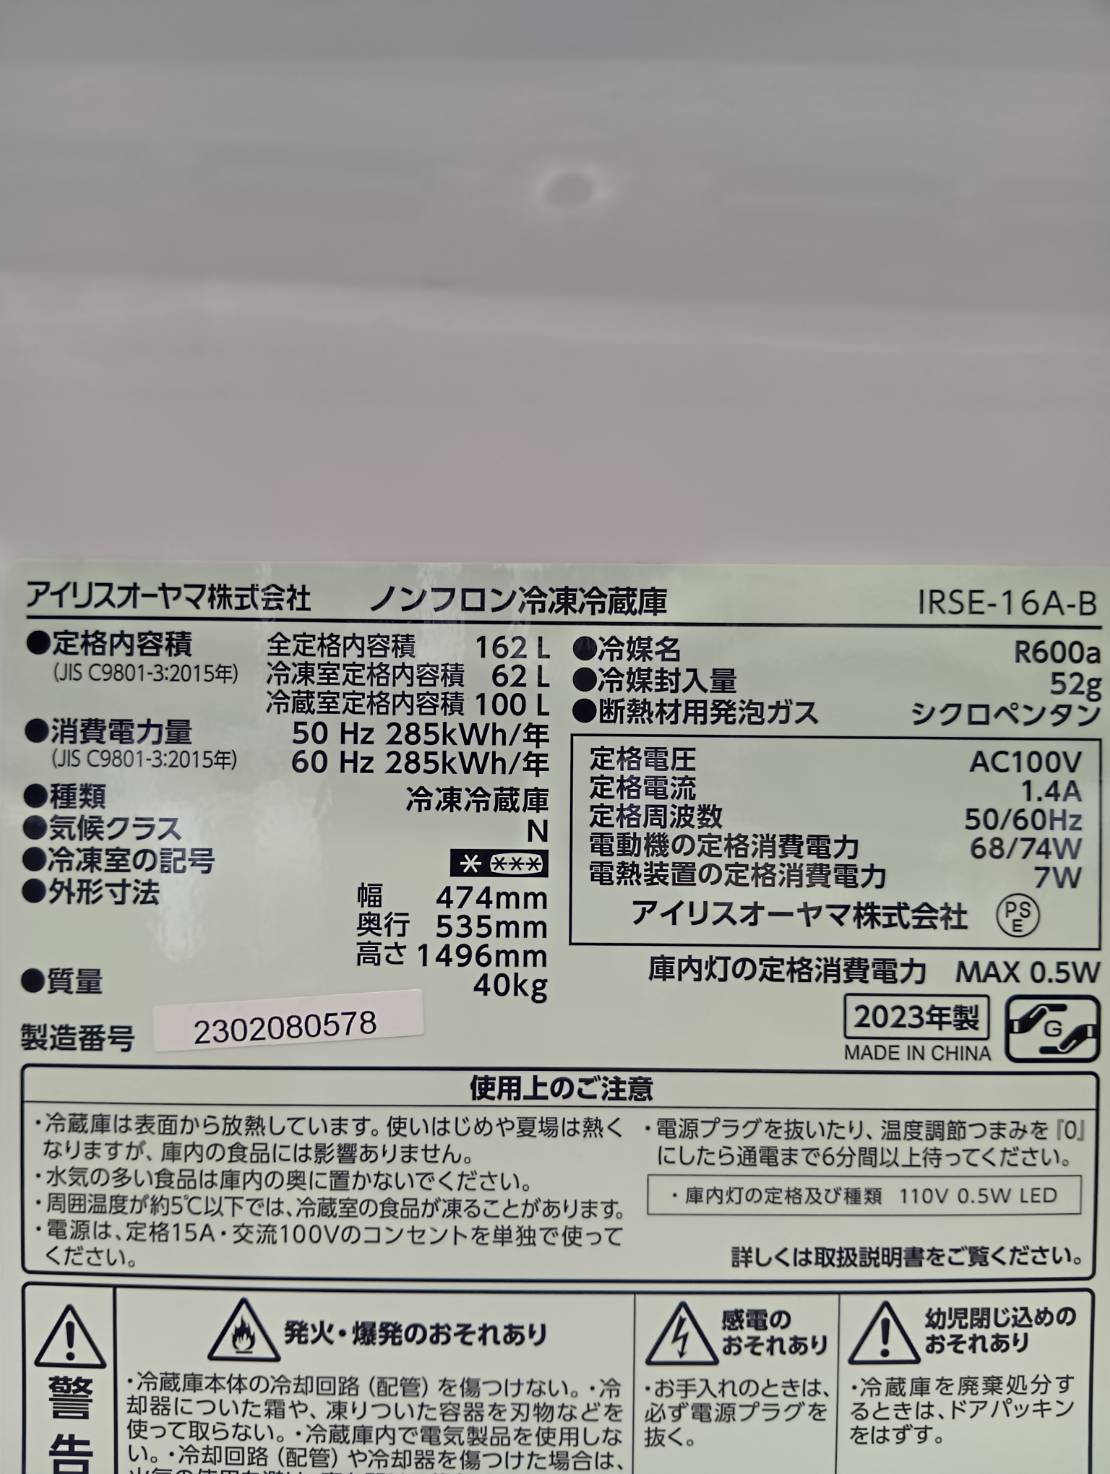 アイリスオーヤマ株式会社 ノンフロン冷凍冷蔵庫 IRSE-16A-B
●定格内容積 全定格内容積 162 L
(JIS C9801-3:2015年) 冷凍室定格内容積 62 L
冷蔵室定格内容積 100 L
●消費電力量 50 Hz 285kWh/年
(JIS C9801-3:2015年) 60 Hz 285kWh/年
●種類 冷凍冷蔵庫
●気候クラス N
●冷凍室の記号 * ***
●外形寸法 幅 474mm
奥行 535mm
高さ 1496mm
●質量 40kg
製造番号 2302080578
●冷媒名 R600a
●冷媒封入量 52g
●断熱材用発泡ガス シクロペンタン
定格電圧 AC100V
定格電流 1.4A
定格周波数 50/60Hz
電動機の定格消費電力 68/74W
電熱装置の定格消費電力 7W
アイリスオーヤマ株式会社 PSE
庫内灯の定格消費電力 MAX 0.5W
2023年製
MADE IN CHINA
G
使用上のご注意
・冷蔵庫は表面から放熱しています。使いはじめや夏場は熱く
なりますが、庫内の食品には影響ありません。
・水気の多い食品は庫内の奥に置かないでください。
・周囲温度が約5℃以下では、冷蔵室の食品が凍ることがあります。
・電源は、定格15A・交流100Vのコンセントを単独で使って
ください。
・電源プラグを抜いたり、温度調節つまみを『0』
にしたら通電まで6分間以上待ってください。
・庫内灯の定格及び種類 110V 0.5W LED
詳しくは取扱説明書をご覧ください。
警告
発火・爆発のおそれあり
・冷蔵庫本体の冷却回路（配管）を傷つけない。・冷
却器についた霜や、凍りついた容器を刃物などを
使って取らない。・冷蔵庫内で電気製品を使用しな
い。・冷却回路（配管）や冷却器を傷つけた場合は、
感電の
おそれあり
・お手入れのときは、
必ず電源プラグを
抜く。
幼児閉じ込めの
おそれあり
・冷蔵庫を廃棄処分す
るときは、ドアパッキン
をはずす。